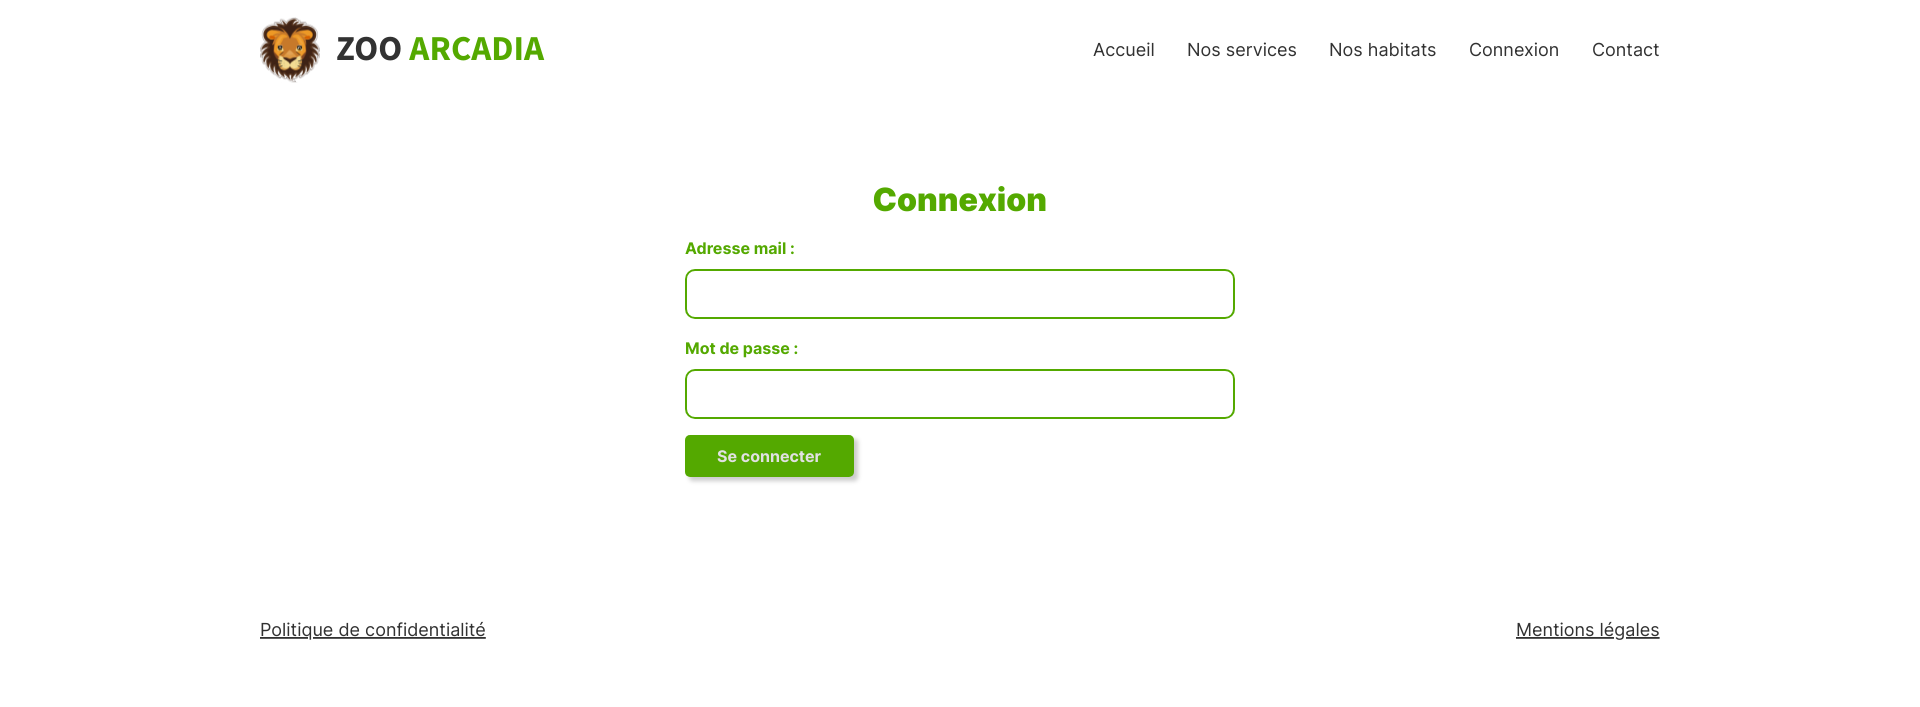 ZOO ARCADIA
Accueil Nos services Nos habitats Connexion Contact
Connexion
Adresse mail :
Mot de passe :
Se connecter
Politique de confidentialité
Mentions légales